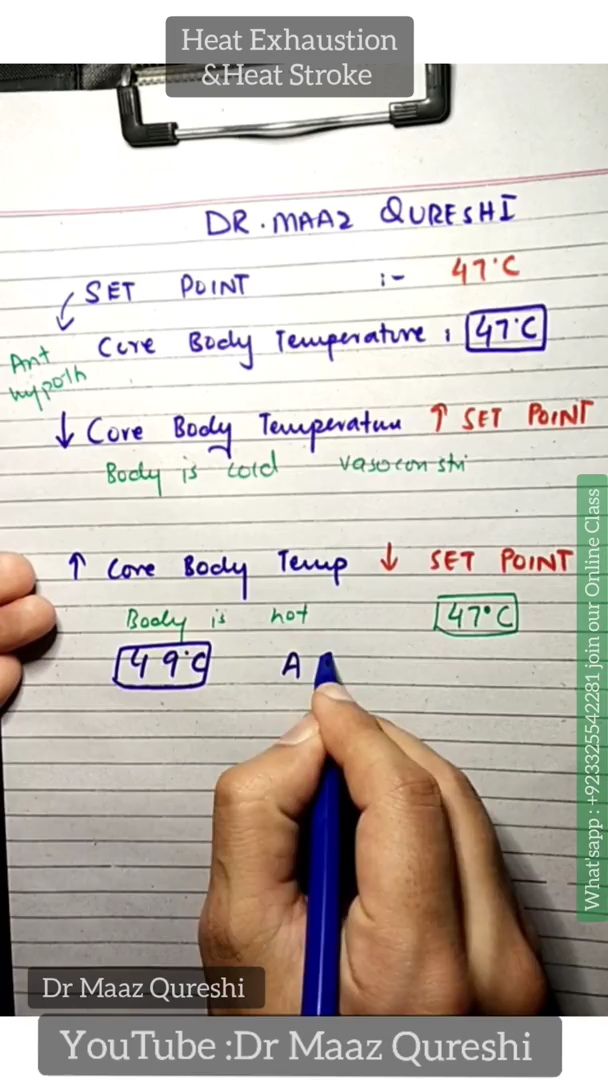 Heat Exhaustion
&Heat Stroke
DR. MAAZ QURESHI
SET POINT :- 47°C
Ant
hypoth
Core Body Temperature : 47°C
↓ Core Body Temperatuu ↑ SET POINT
Body is cold vasoconstri
↑ Core Body Temp ↓ SET POINT
Body is hot 47°C
49°C A
What'sapp : +923325542281 join our Online Class
Dr Maaz Qureshi
YouTube :Dr Maaz Qureshi